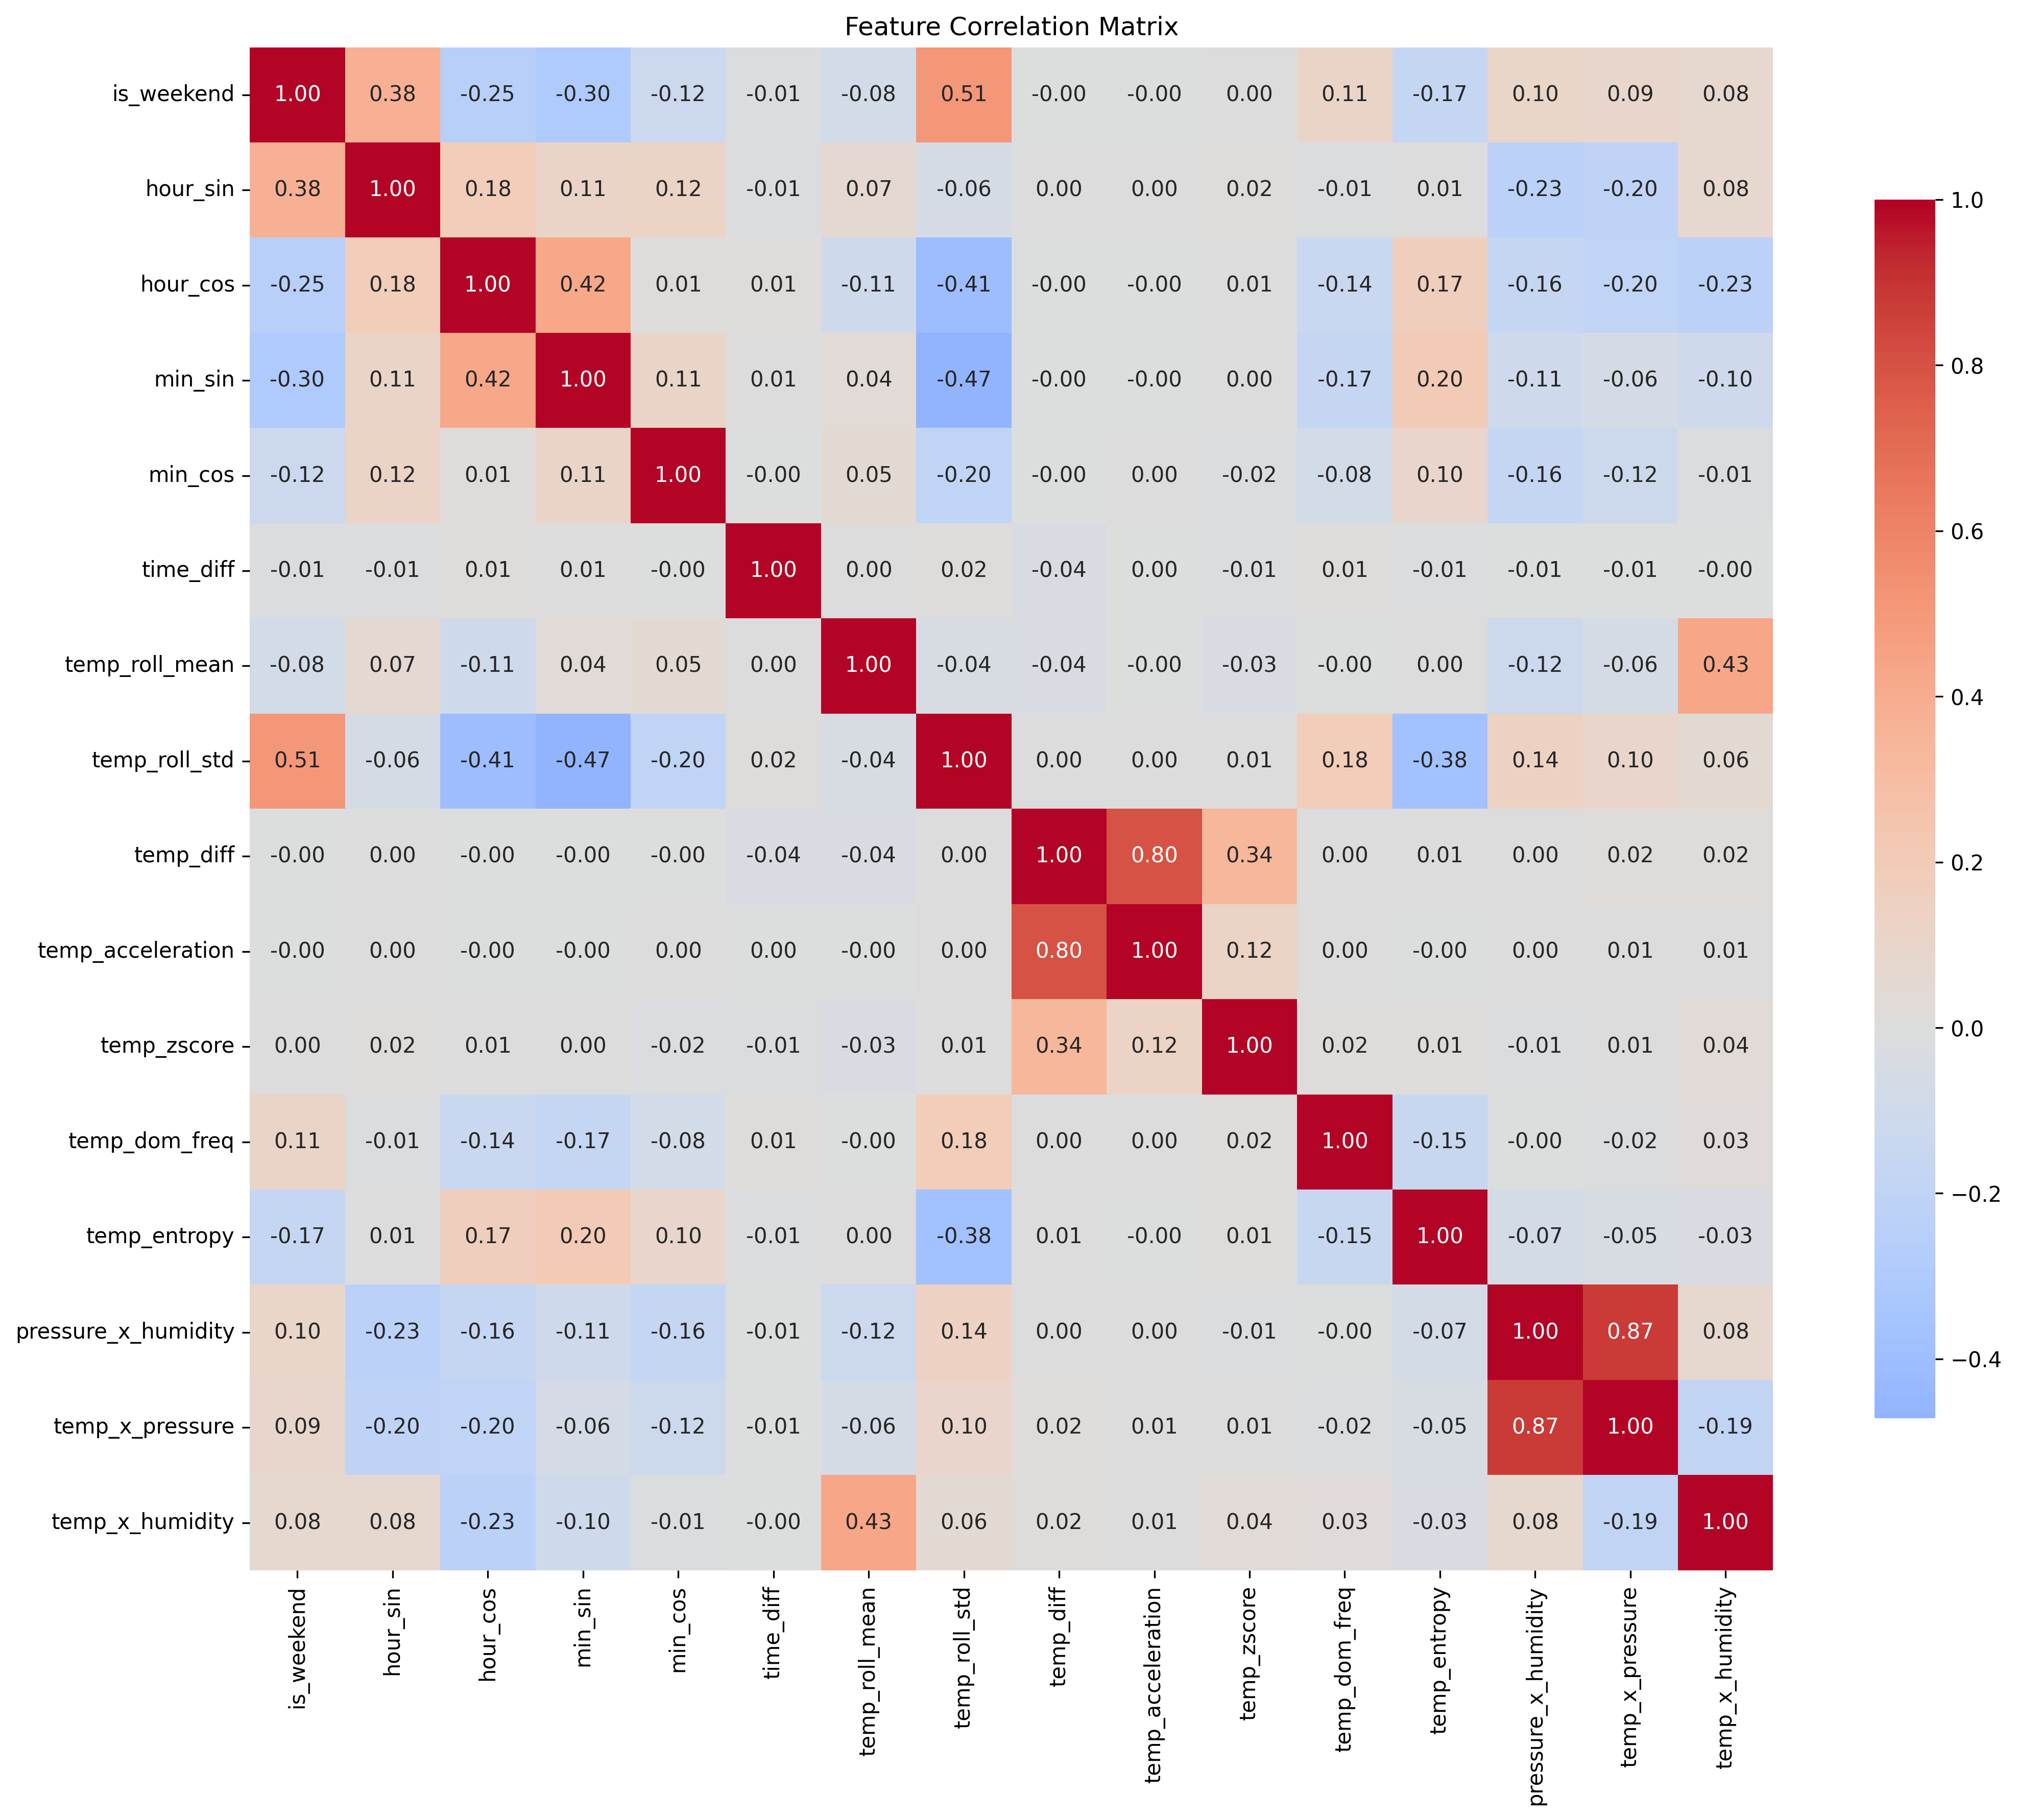 Feature Correlation Matrix
is_weekend 1.00 0.38 -0.25 -0.30 -0.12 -0.01 -0.08 0.51 -0.00 -0.00 0.00 0.11 -0.17 0.10 0.09 0.08
hour_sin 0.38 1.00 0.18 0.11 0.12 -0.01 0.07 -0.06 0.00 0.00 0.02 -0.01 0.01 -0.23 -0.20 0.08
hour_cos -0.25 0.18 1.00 0.42 0.01 0.01 -0.11 -0.41 -0.00 -0.00 0.01 -0.14 0.17 -0.16 -0.20 -0.23
min_sin -0.30 0.11 0.42 1.00 0.11 0.01 0.04 -0.47 -0.00 -0.00 0.00 -0.17 0.20 -0.11 -0.06 -0.10
min_cos -0.12 0.12 0.01 0.11 1.00 -0.00 0.05 -0.20 -0.00 0.00 -0.02 -0.08 0.10 -0.16 -0.12 -0.01
time_diff -0.01 -0.01 0.01 0.01 -0.00 1.00 0.00 0.02 -0.04 0.00 -0.01 0.01 -0.01 -0.01 -0.01 -0.00
temp_roll_mean -0.08 0.07 -0.11 0.04 0.05 0.00 1.00 -0.04 -0.04 -0.00 -0.03 -0.00 0.00 -0.12 -0.06 0.43
temp_roll_std 0.51 -0.06 -0.41 -0.47 -0.20 0.02 -0.04 1.00 0.00 0.00 0.01 0.18 -0.38 0.14 0.10 0.06
temp_diff -0.00 0.00 -0.00 -0.00 -0.00 -0.04 -0.04 0.00 1.00 0.80 0.34 0.00 0.01 0.00 0.02 0.02
temp_acceleration -0.00 0.00 -0.00 -0.00 0.00 0.00 -0.00 0.00 0.80 1.00 0.12 0.00 -0.00 0.00 0.01 0.01
temp_zscore 0.00 0.02 0.01 0.00 -0.02 -0.01 -0.03 0.01 0.34 0.12 1.00 0.02 0.01 -0.01 0.01 0.04
temp_dom_freq 0.11 -0.01 -0.14 -0.17 -0.08 0.01 -0.00 0.18 0.00 0.00 0.02 1.00 -0.15 -0.00 -0.02 0.03
temp_entropy -0.17 0.01 0.17 0.20 0.10 -0.01 0.00 -0.38 0.01 -0.00 0.01 -0.15 1.00 -0.07 -0.05 -0.03
pressure_x_humidity 0.10 -0.23 -0.16 -0.11 -0.16 -0.01 -0.12 0.14 0.00 0.00 -0.01 -0.00 -0.07 1.00 0.87 0.08
temp_x_pressure 0.09 -0.20 -0.20 -0.06 -0.12 -0.01 -0.06 0.10 0.02 0.01 0.01 -0.02 -0.05 0.87 1.00 -0.19
temp_x_humidity 0.08 0.08 -0.23 -0.10 -0.01 -0.00 0.43 0.06 0.02 0.01 0.04 0.03 -0.03 0.08 -0.19 1.00
is_weekend
hour_sin
hour_cos
min_sin
min_cos
time_diff
temp_roll_mean
temp_roll_std
temp_diff
temp_acceleration
temp_zscore
temp_dom_freq
temp_entropy
pressure_x_humidity
temp_x_pressure
temp_x_humidity
1.0
0.8
0.6
0.4
0.2
0.0
−0.2
−0.4